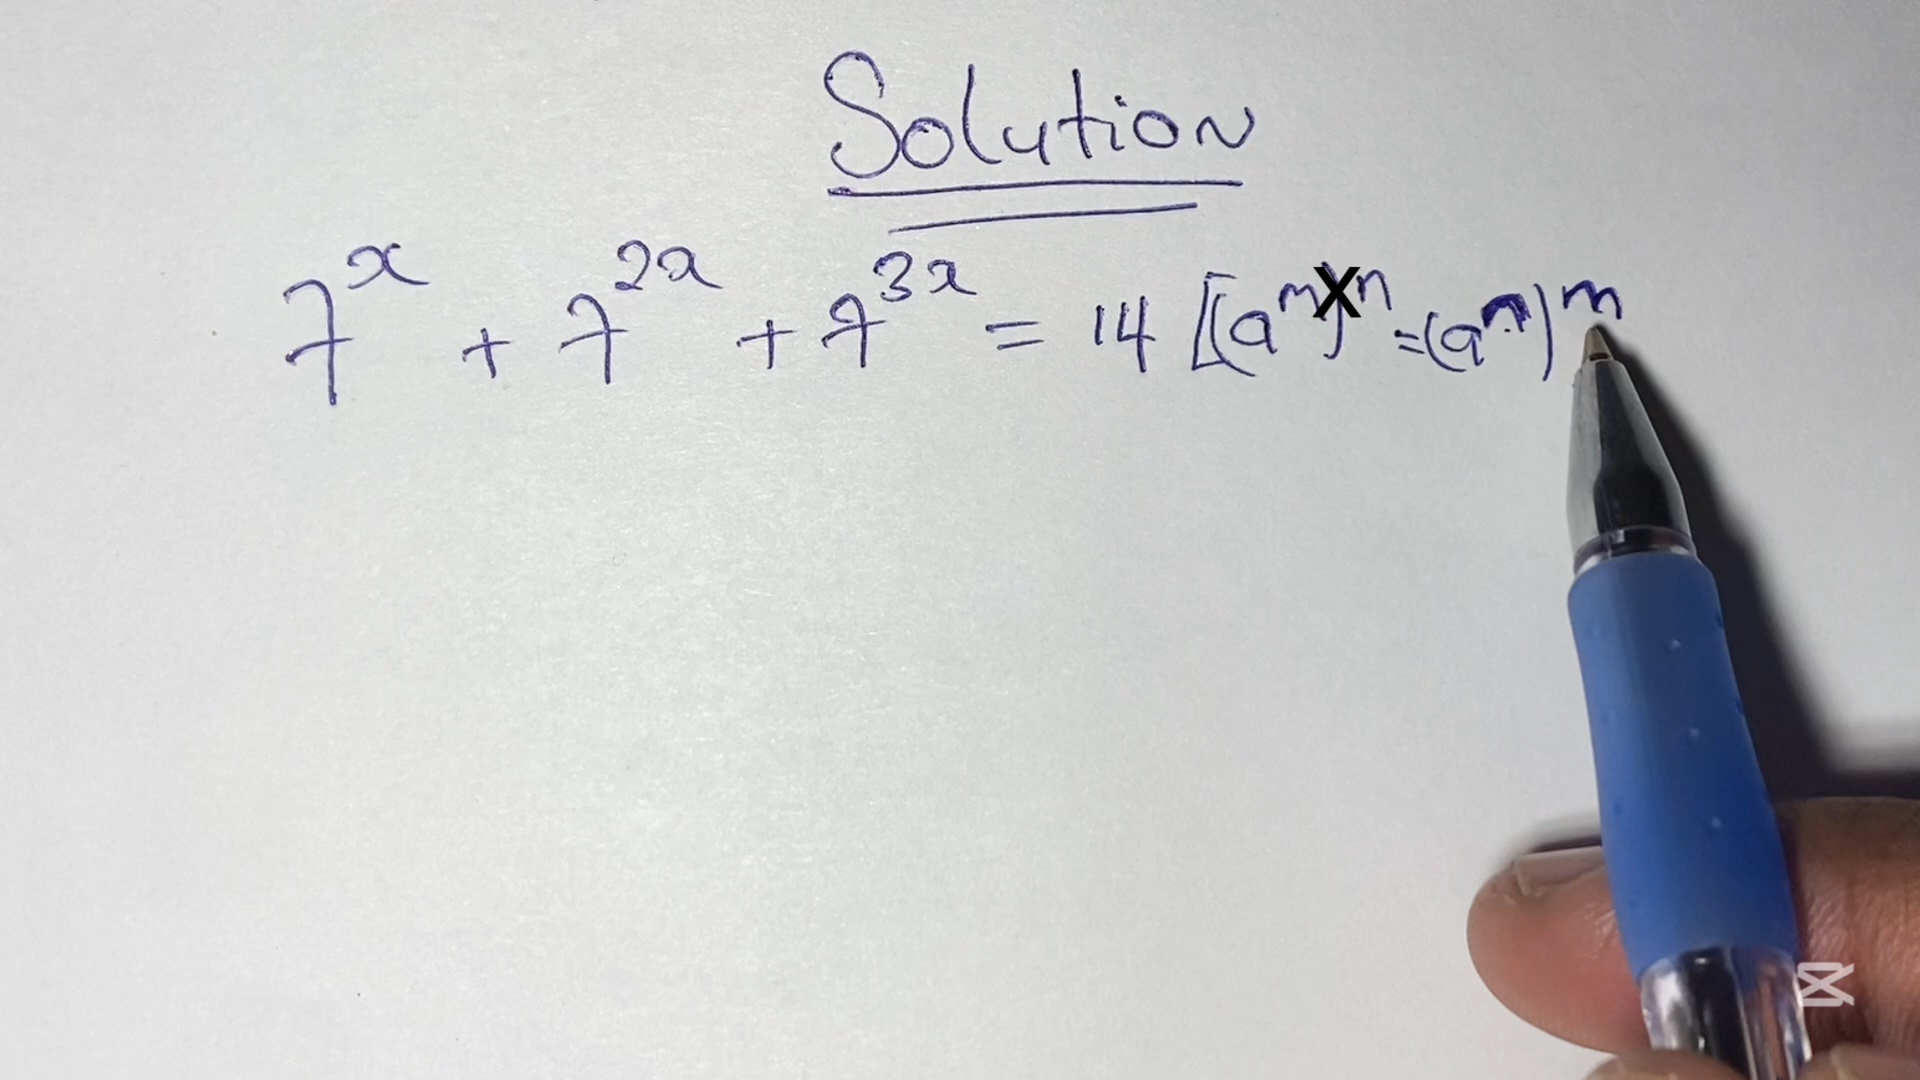 Solution
7^x + 7^2x + 7^3x = 14 [(a^m)^X^n = (a^n)^m